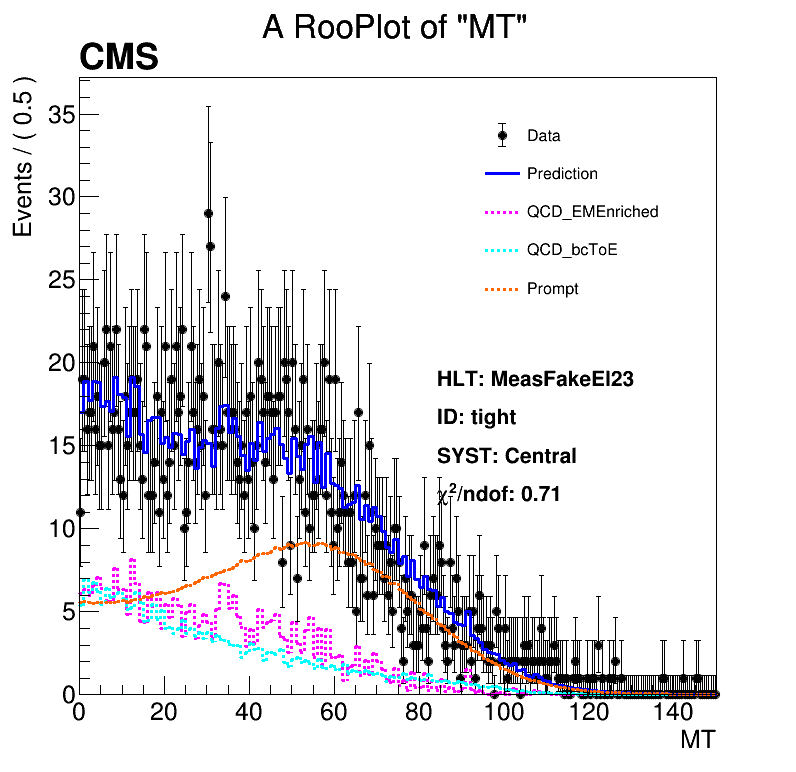 A RooPlot of "MT"
CMS
Events / ( 0.5 )
35
30
25
20
15
10
5
0
Data
Prediction
QCD_EMEnriched
QCD_bcToE
Prompt
HLT: MeasFakeEl23
ID: tight
SYST: Central
χ²/ndof: 0.71
0 20 40 60 80 100 120 140
MT